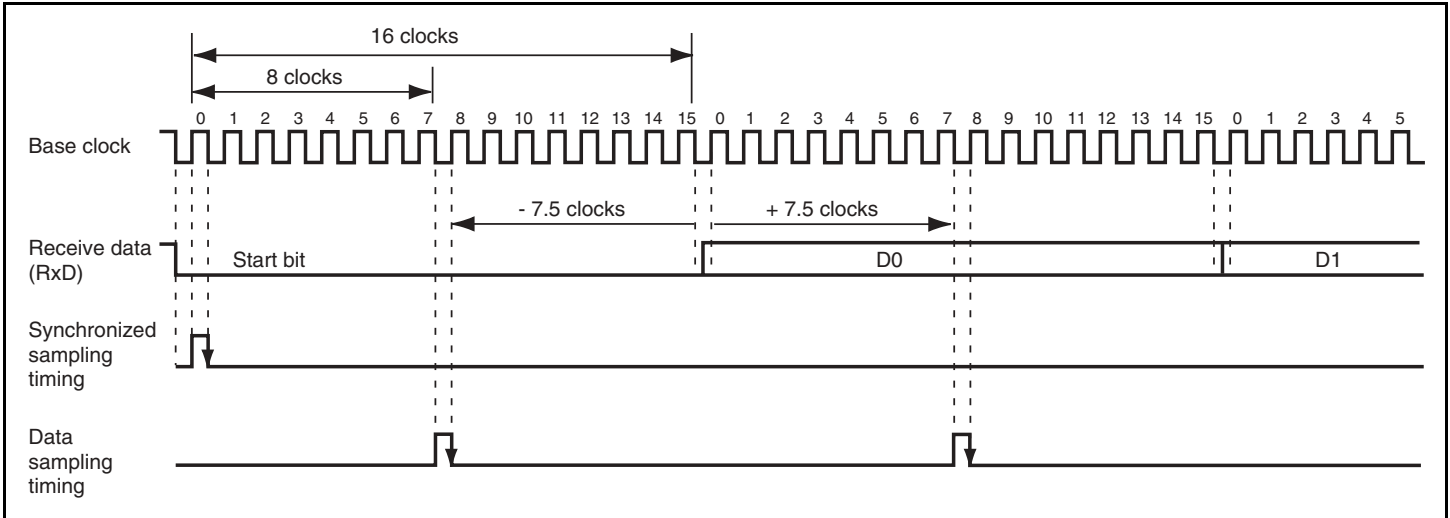 16 clocks
8 clocks
0 1 2 3 4 5 6 7 8 9 10 11 12 13 14 15 0 1 2 3 4 5 6 7 8 9 10 11 12 13 14 15 0 1 2 3 4 5
Base clock
- 7.5 clocks + 7.5 clocks
Receive data
(RxD)
Start bit D0 D1
Synchronized
sampling
timing
Data
sampling
timing